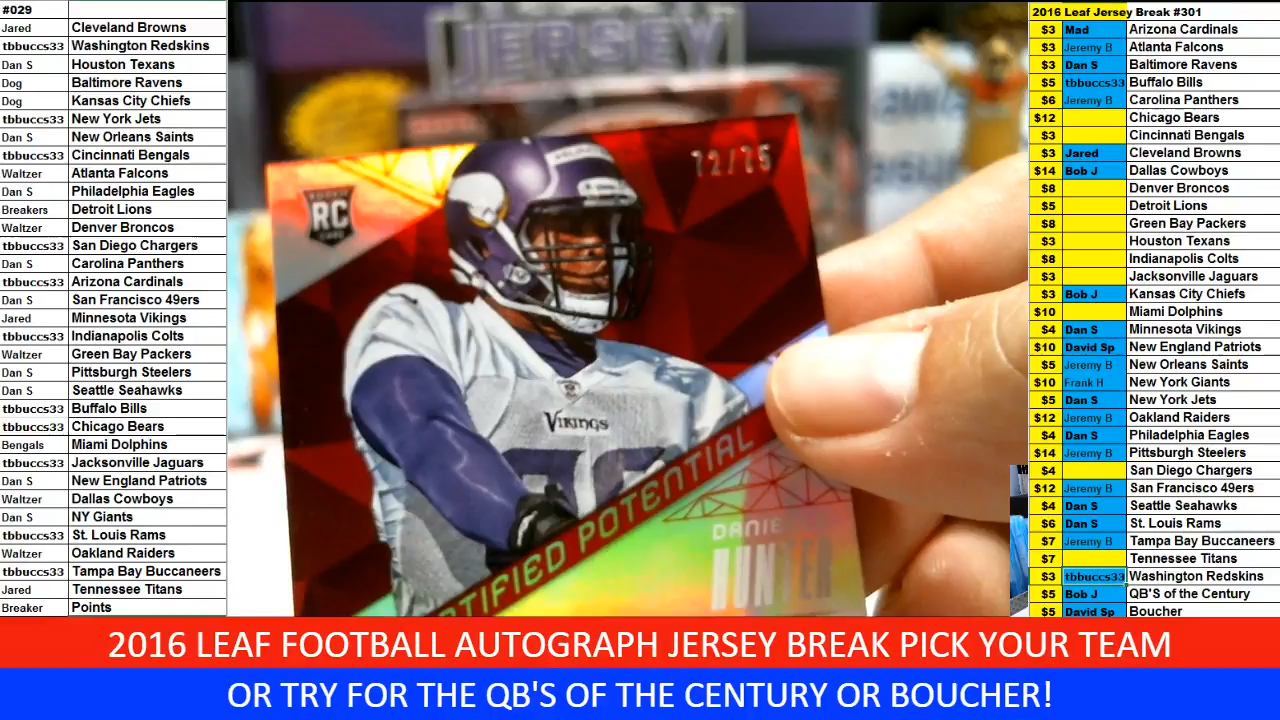 #029
Jared Cleveland Browns
tbbuccs33 Washington Redskins
Dan S Houston Texans
Dog Baltimore Ravens
Dog Kansas City Chiefs
tbbuccs33 New York Jets
Dan S New Orleans Saints
tbbuccs33 Cincinnati Bengals
Waltzer Atlanta Falcons
Dan S Philadelphia Eagles
Breakers Detroit Lions
Waltzer Denver Broncos
tbbuccs33 San Diego Chargers
Dan S Carolina Panthers
tbbuccs33 Arizona Cardinals
Dan S San Francisco 49ers
Jared Minnesota Vikings
tbbuccs33 Indianapolis Colts
Waltzer Green Bay Packers
Dan S Pittsburgh Steelers
Dan S Seattle Seahawks
tbbuccs33 Buffalo Bills
tbbuccs33 Chicago Bears
Bengals Miami Dolphins
tbbuccs33 Jacksonville Jaguars
Dan S New England Patriots
Waltzer Dallas Cowboys
Dan S NY Giants
tbbuccs33 St. Louis Rams
Waltzer Oakland Raiders
tbbuccs33 Tampa Bay Buccaneers
Jared Tennessee Titans
Breaker Points
JERSEY
72/75
ROOKIE
RC
CARD
VIKINGS
TIFIED POTENTIAL
DANIE
HUNTER
2016 Leaf Jersey Break #301
$3 Mad Arizona Cardinals
$3 Jeremy B Atlanta Falcons
$3 Dan S Baltimore Ravens
$5 tbbuccs33 Buffalo Bills
$6 Jeremy B Carolina Panthers
$12 Chicago Bears
$3 Cincinnati Bengals
$3 Jared Cleveland Browns
$14 Bob J Dallas Cowboys
$8 Denver Broncos
$5 Detroit Lions
$8 Green Bay Packers
$3 Houston Texans
$8 Indianapolis Colts
$3 Jacksonville Jaguars
$3 Bob J Kansas City Chiefs
$10 Miami Dolphins
$4 Dan S Minnesota Vikings
$10 David Sp New England Patriots
$5 Jeremy B New Orleans Saints
$10 Frank H New York Giants
$5 Dan S New York Jets
$12 Jeremy B Oakland Raiders
$4 Dan S Philadelphia Eagles
$14 Jeremy B Pittsburgh Steelers
$4 San Diego Chargers
$12 Jeremy B San Francisco 49ers
$4 Dan S Seattle Seahawks
$6 Dan S St. Louis Rams
$7 Jeremy B Tampa Bay Buccaneers
$7 Tennessee Titans
$3 tbbuccs33 Washington Redskins
$5 Bob J QB'S of the Century
$5 David Sp Boucher
2016 LEAF FOOTBALL AUTOGRAPH JERSEY BREAK PICK YOUR TEAM
OR TRY FOR THE QB'S OF THE CENTURY OR BOUCHER!